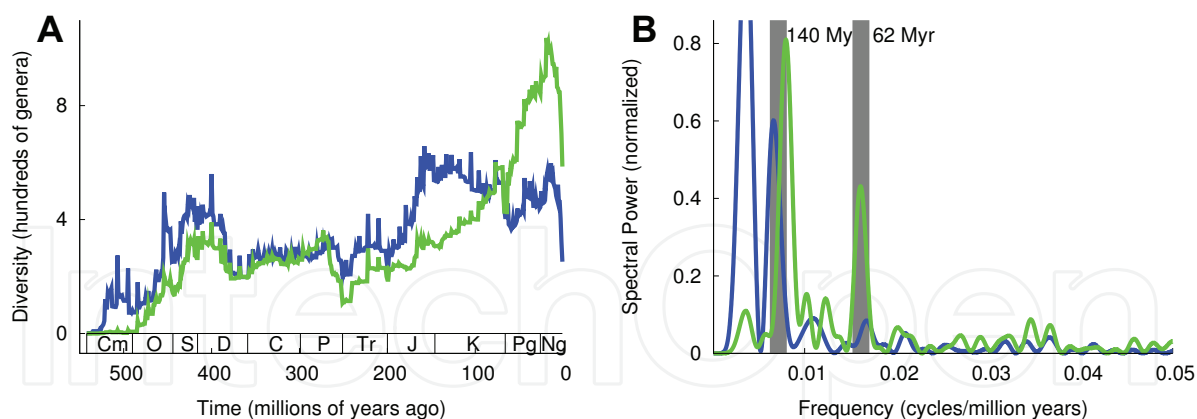 A
Diversity (hundreds of genera)
8
4
0
Cm O S D C P Tr J K Pg Ng
500 400 300 200 100 0
Time (millions of years ago)
B
140 My 62 Myr
Spectral Power (normalized)
0.8
0.6
0.4
0.2
0
0.01 0.02 0.03 0.04 0.05
Frequency (cycles/million years)
intechopen